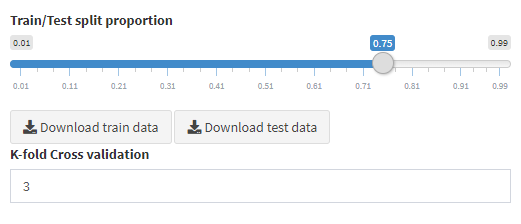 Train/Test split proportion
0.01 0.75 0.99
0.01 0.11 0.21 0.31 0.41 0.51 0.61 0.71 0.81 0.91 0.99
Download train data Download test data
K-fold Cross validation
3